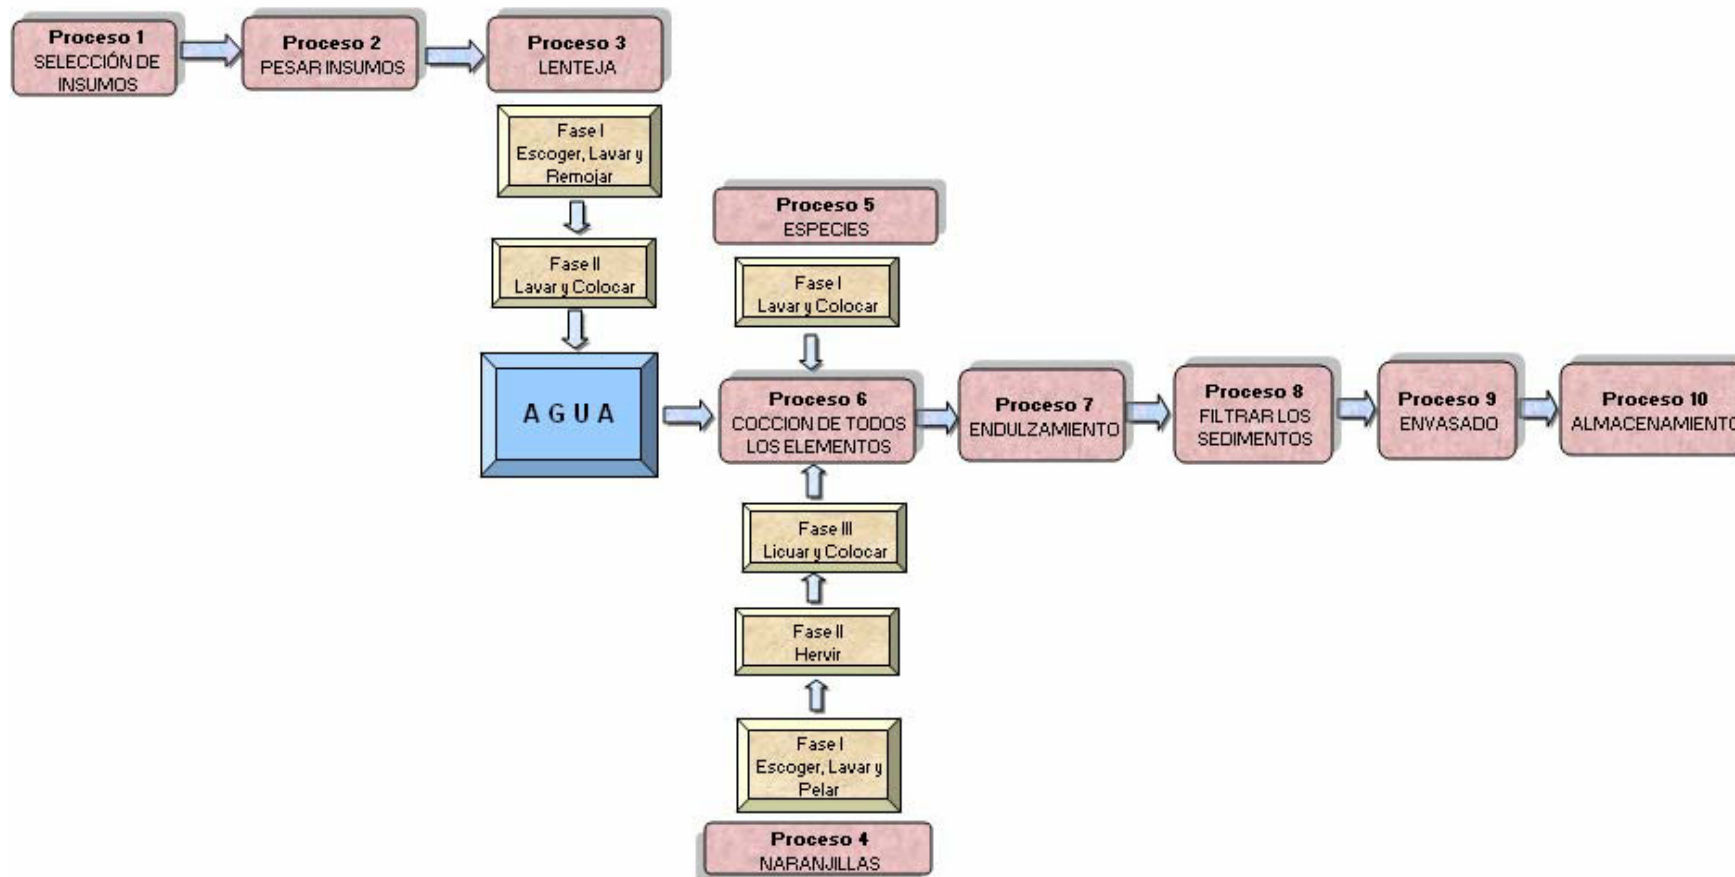 Proceso 1
SELECCIÓN DE
INSUMOS
Proceso 2
PESAR INSUMOS
Proceso 3
LENTEJA
Fase I
Escoger, Lavar y
Remojar
Fase II
Lavar y Colocar
A G U A
Proceso 5
ESPECIES
Fase I
Lavar y Colocar
Proceso 6
COCCION DE TODOS
LOS ELEMENTOS
Proceso 7
ENDULZAMIENTO
Proceso 8
FILTRAR LOS
SEDIMENTOS
Proceso 9
ENVASADO
Proceso 10
ALMACENAMIENTO
Fase III
Licuar y Colocar
Fase II
Hervir
Fase I
Escoger, Lavar y
Pelar
Proceso 4
NARANJILLAS